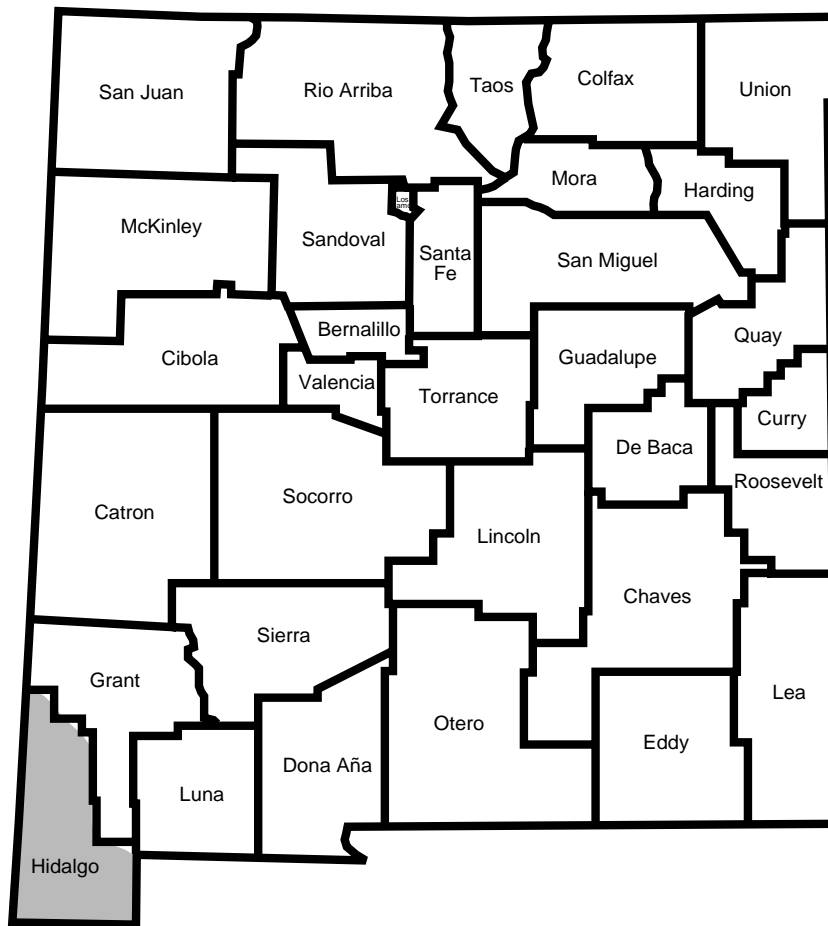 San Juan
Rio Arriba
Taos
Colfax
Union
McKinley
Los
Mora
Harding
Sandoval
Santa
Fe
San Miguel
Bernalillo
Quay
Cibola
Guadalupe
Valencia
Torrance
Curry
De Baca
Roosevelt
Catron
Socorro
Lincoln
Chaves
Sierra
Grant
Lea
Otero
Eddy
Dona Aña
Luna
Hidalgo